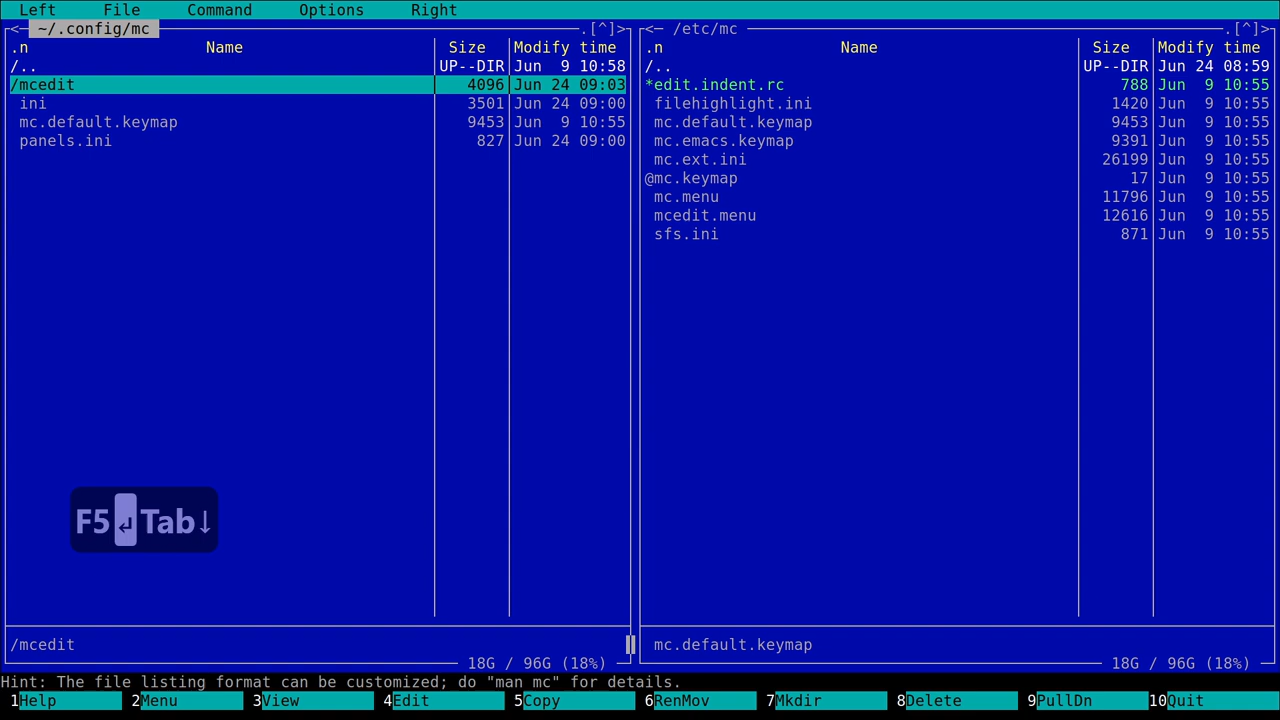 Left File Command Options Right
<─ ~/.config/mc .[^]>
.n Name Size Modify time
/.. UP--DIR Jun 9 10:58
/mcedit 4096 Jun 24 09:03
ini 3501 Jun 24 09:00
mc.default.keymap 9453 Jun 9 10:55
panels.ini 827 Jun 24 09:00
F5 ↵ Tab↓
/mcedit
18G / 96G (18%)
<─ /etc/mc .[^]>
.n Name Size Modify time
/.. UP--DIR Jun 24 08:59
*edit.indent.rc 788 Jun 9 10:55
filehighlight.ini 1420 Jun 9 10:55
mc.default.keymap 9453 Jun 9 10:55
mc.emacs.keymap 9391 Jun 9 10:55
mc.ext.ini 26199 Jun 9 10:55
@mc.keymap 17 Jun 9 10:55
mc.menu 11796 Jun 9 10:55
mcedit.menu 12616 Jun 9 10:55
sfs.ini 871 Jun 9 10:55
mc.default.keymap
18G / 96G (18%)
Hint: The file listing format can be customized; do "man mc" for details.
1Help 2Menu 3View 4Edit 5Copy 6RenMov 7Mkdir 8Delete 9PullDn 10Quit